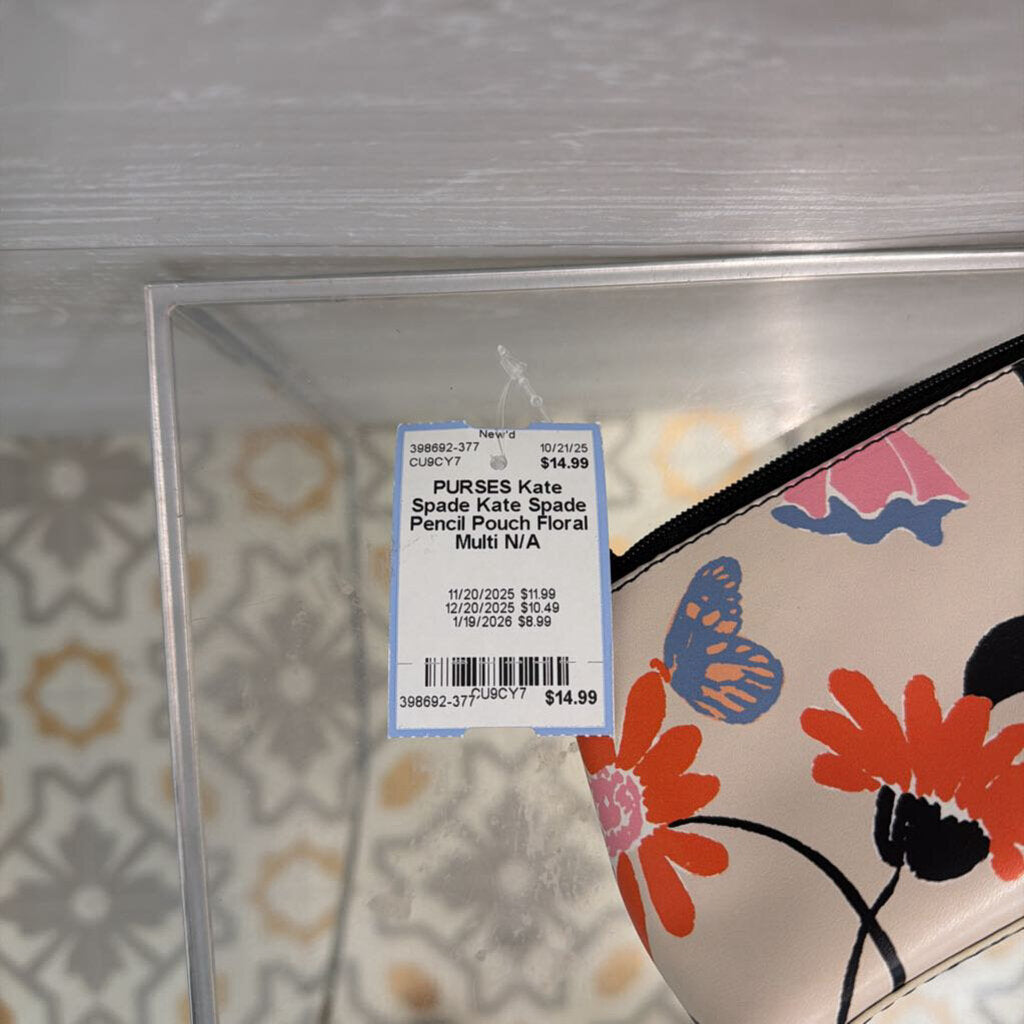 New'd
398692-377 10/21/25
CU9CY7 $14.99
PURSES Kate
Spade Kate Spade
Pencil Pouch Floral
Multi N/A
11/20/2025 $11.99
12/20/2025 $10.49
1/19/2026 $8.99
CU9CY7
398692-377 $14.99